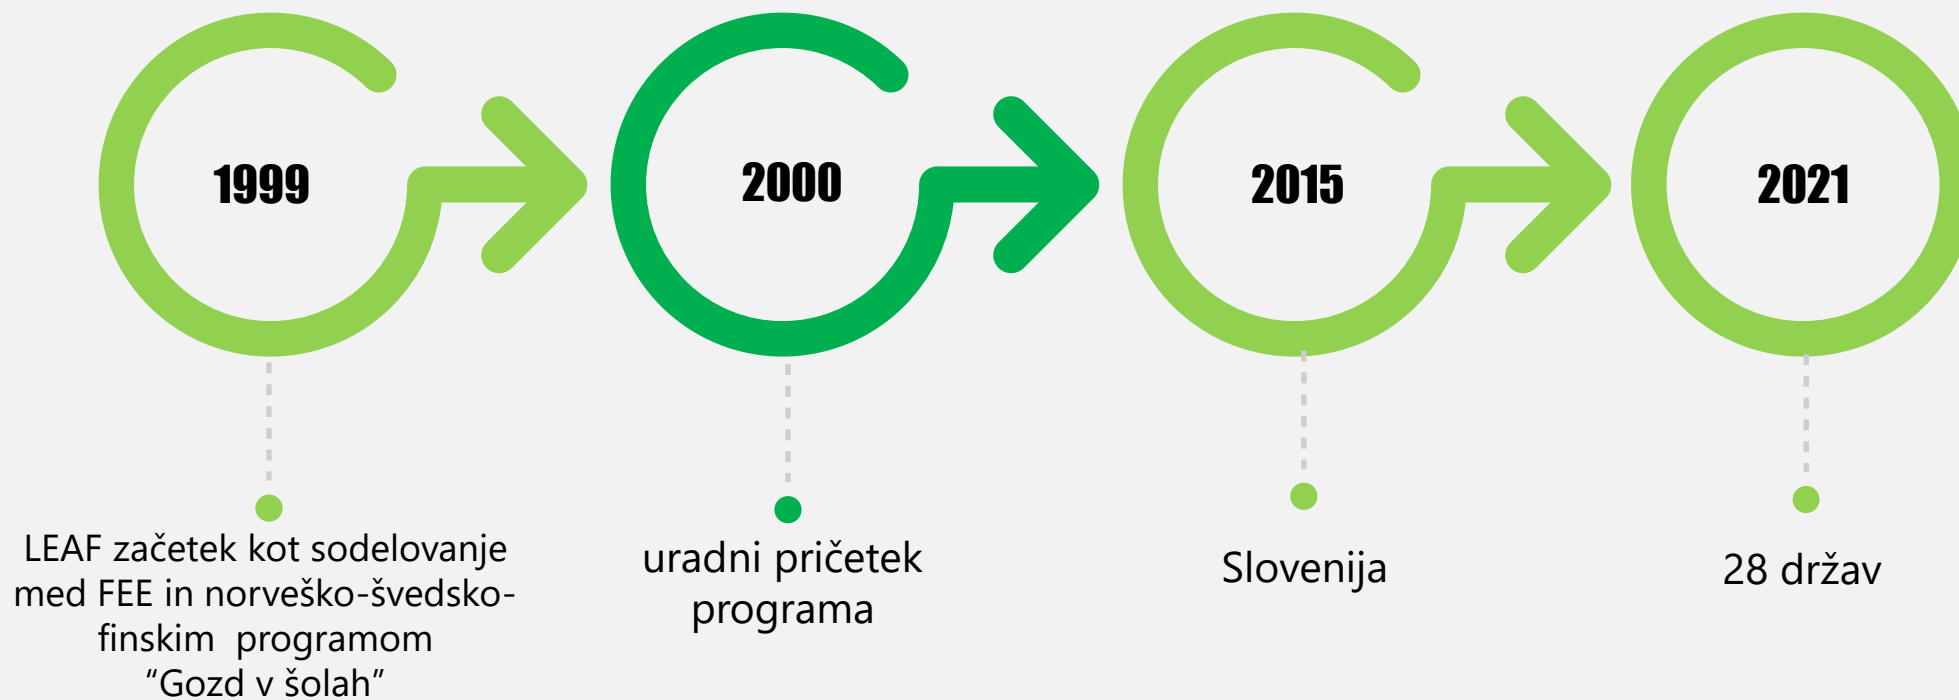 1999
2000
2015
2021
LEAF začetek kot sodelovanje
med FEE in norveško-švedsko-
finskim programom
“Gozd v šolah”
uradni pričetek
programa
Slovenija
28 držav